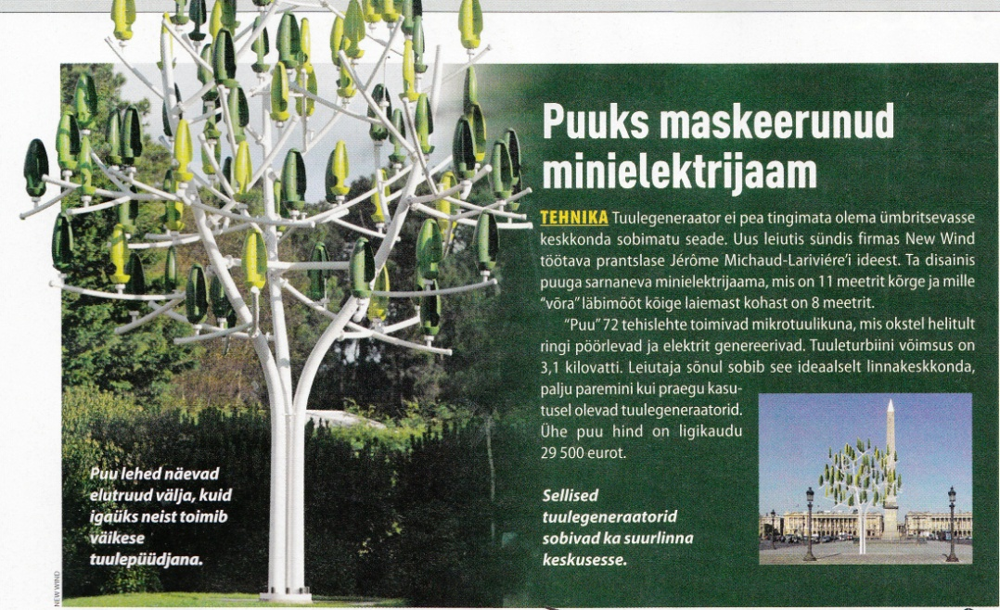 Puuks maskeerunud
minielektrijaam
TEHNIKA Tuulegeneraator ei pea tingimata olema ümbritsevasse
keskkonda sobimatu seade. Uus leiutis sündis firmas New Wind
töötava prantslase Jérôme Michaud-Lariviére'i ideest. Ta disainis
puuga sarnaneva minielektrijaama, mis on 11 meetrit kõrge ja mille
“võra” läbimõõt kõige laiemast kohast on 8 meetrit.
“Puu” 72 tehislehte toimivad mikrotuulikuna, mis okstel helitult
ringi pöörlevad ja elektrit genereerivad. Tuuleturbiini võimsus on
3,1 kilovatti. Leiutaja sõnul sobib see ideaalselt linnakeskkonda,
palju paremini kui praegu kasu-
tusel olevad tuulegeneraatorid.
Ühe puu hind on ligikaudu
29 500 eurot.
Sellised
tuulegeneraatorid
sobivad ka suurlinna
keskusesse.
Puu lehed näevad
elutruud välja, kuid
igaüks neist toimib
väikese
tuulepüüdjana.
NEW WIND